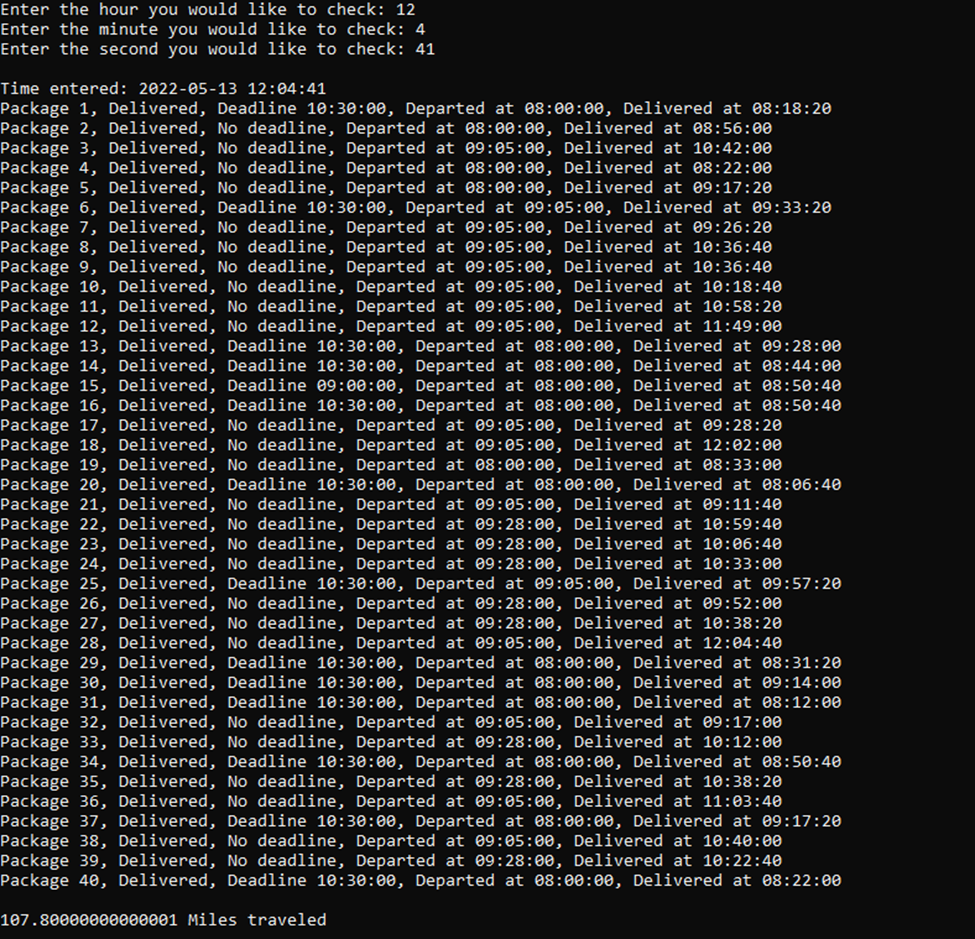 Enter the hour you would like to check: 12
Enter the minute you would like to check: 4
Enter the second you would like to check: 41
Time entered: 2022-05-13 12:04:41
Package 1, Delivered, Deadline 10:30:00, Departed at 08:00:00, Delivered at 08:18:20
Package 2, Delivered, No deadline, Departed at 08:00:00, Delivered at 08:56:00
Package 3, Delivered, No deadline, Departed at 09:05:00, Delivered at 10:42:00
Package 4, Delivered, No deadline, Departed at 08:00:00, Delivered at 08:22:00
Package 5, Delivered, No deadline, Departed at 08:00:00, Delivered at 09:17:20
Package 6, Delivered, Deadline 10:30:00, Departed at 09:05:00, Delivered at 09:33:20
Package 7, Delivered, No deadline, Departed at 09:05:00, Delivered at 09:26:20
Package 8, Delivered, No deadline, Departed at 09:05:00, Delivered at 10:36:40
Package 9, Delivered, No deadline, Departed at 09:05:00, Delivered at 10:36:40
Package 10, Delivered, No deadline, Departed at 09:05:00, Delivered at 10:18:40
Package 11, Delivered, No deadline, Departed at 09:05:00, Delivered at 10:58:20
Package 12, Delivered, No deadline, Departed at 09:05:00, Delivered at 11:49:00
Package 13, Delivered, Deadline 10:30:00, Departed at 08:00:00, Delivered at 09:28:00
Package 14, Delivered, Deadline 10:30:00, Departed at 08:00:00, Delivered at 08:44:00
Package 15, Delivered, Deadline 09:00:00, Departed at 08:00:00, Delivered at 08:50:40
Package 16, Delivered, Deadline 10:30:00, Departed at 08:00:00, Delivered at 08:50:40
Package 17, Delivered, No deadline, Departed at 09:05:00, Delivered at 09:28:20
Package 18, Delivered, No deadline, Departed at 09:05:00, Delivered at 12:02:00
Package 19, Delivered, No deadline, Departed at 08:00:00, Delivered at 08:33:00
Package 20, Delivered, Deadline 10:30:00, Departed at 08:00:00, Delivered at 08:06:40
Package 21, Delivered, No deadline, Departed at 09:05:00, Delivered at 09:11:40
Package 22, Delivered, No deadline, Departed at 09:28:00, Delivered at 10:59:40
Package 23, Delivered, No deadline, Departed at 09:28:00, Delivered at 10:06:40
Package 24, Delivered, No deadline, Departed at 09:28:00, Delivered at 10:33:00
Package 25, Delivered, Deadline 10:30:00, Departed at 09:05:00, Delivered at 09:57:20
Package 26, Delivered, No deadline, Departed at 09:28:00, Delivered at 09:52:00
Package 27, Delivered, No deadline, Departed at 09:28:00, Delivered at 10:38:20
Package 28, Delivered, No deadline, Departed at 09:05:00, Delivered at 12:04:40
Package 29, Delivered, Deadline 10:30:00, Departed at 08:00:00, Delivered at 08:31:20
Package 30, Delivered, Deadline 10:30:00, Departed at 08:00:00, Delivered at 09:14:00
Package 31, Delivered, Deadline 10:30:00, Departed at 08:00:00, Delivered at 08:12:00
Package 32, Delivered, No deadline, Departed at 09:05:00, Delivered at 09:17:00
Package 33, Delivered, No deadline, Departed at 09:28:00, Delivered at 10:12:00
Package 34, Delivered, Deadline 10:30:00, Departed at 08:00:00, Delivered at 08:50:40
Package 35, Delivered, No deadline, Departed at 09:28:00, Delivered at 10:38:20
Package 36, Delivered, No deadline, Departed at 09:05:00, Delivered at 11:03:40
Package 37, Delivered, Deadline 10:30:00, Departed at 08:00:00, Delivered at 09:17:20
Package 38, Delivered, No deadline, Departed at 09:05:00, Delivered at 10:40:00
Package 39, Delivered, No deadline, Departed at 09:28:00, Delivered at 10:22:40
Package 40, Delivered, Deadline 10:30:00, Departed at 08:00:00, Delivered at 08:22:00
107.80000000000001 Miles traveled